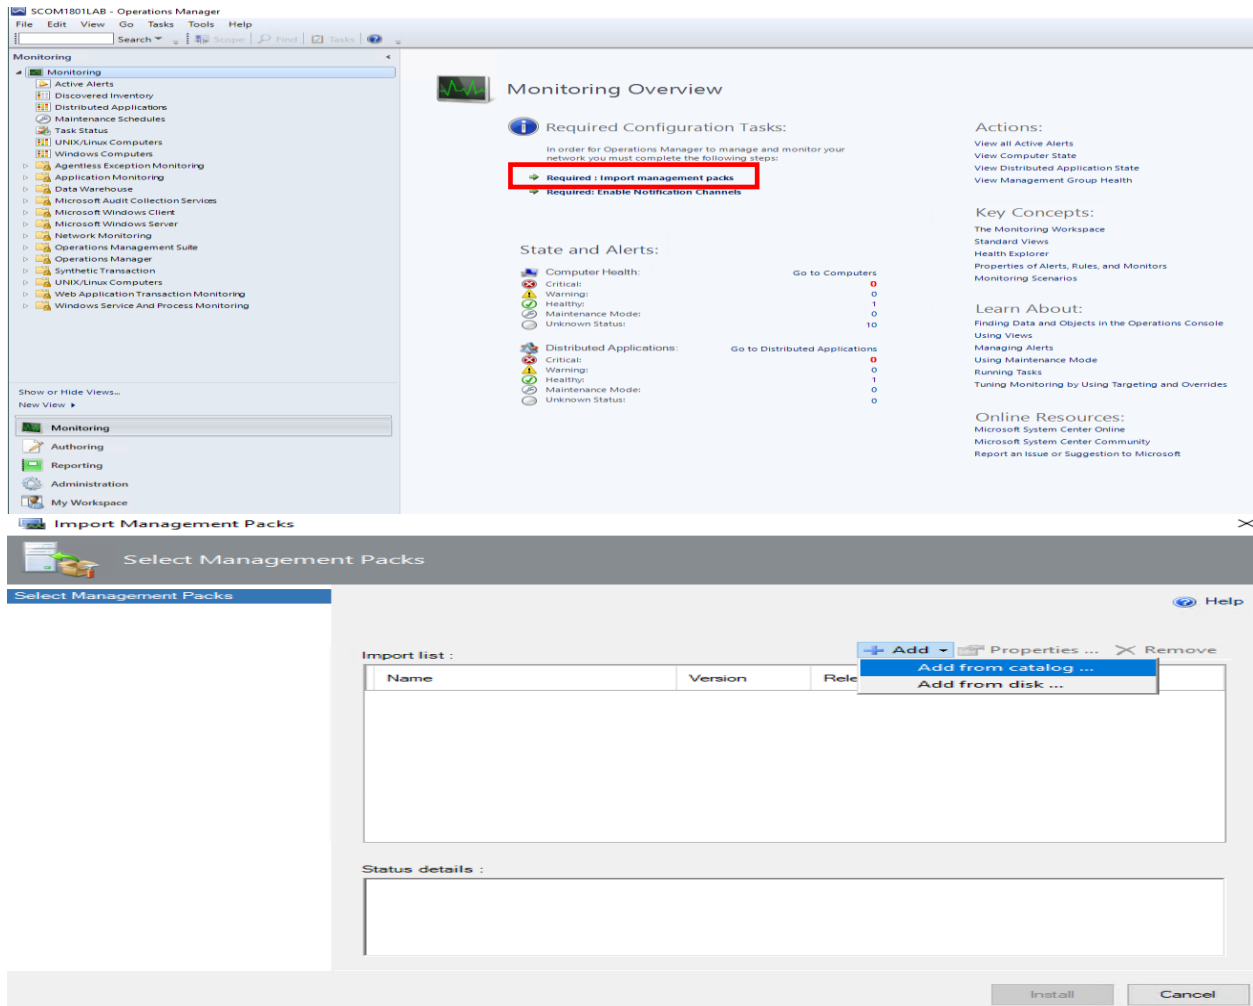 SCOM1801LAB - Operations Manager
File Edit View Go Tasks Tools Help
Search Scope Find Tasks
Monitoring
Monitoring
Active Alerts
Discovered Inventory
Distributed Applications
Maintenance Schedules
Task Status
UNIX/Linux Computers
Windows Computers
Agentless Exception Monitoring
Application Monitoring
Data Warehouse
Microsoft Audit Collection Services
Microsoft Windows Client
Microsoft Windows Server
Network Monitoring
Operations Management Suite
Operations Manager
Synthetic Transaction
UNIX/Linux Computers
Web Application Transaction Monitoring
Windows Service And Process Monitoring
Show or Hide Views...
New View
Monitoring
Authoring
Reporting
Administration
My Workspace
Monitoring Overview
Required Configuration Tasks:
In order for Operations Manager to manage and monitor your
network you must complete the following steps:
Required : Import management packs
Required: Enable Notification Channels
State and Alerts:
Computer Health: Go to Computers
Critical: 0
Warning: 0
Healthy: 1
Maintenance Mode: 0
Unknown Status: 10
Distributed Applications: Go to Distributed Applications
Critical: 0
Warning: 0
Healthy: 1
Maintenance Mode: 0
Unknown Status: 0
Actions:
View all Active Alerts
View Computer State
View Distributed Application State
View Management Group Health
Key Concepts:
The Monitoring Workspace
Standard Views
Health Explorer
Properties of Alerts, Rules, and Monitors
Monitoring Scenarios
Learn About:
Finding Data and Objects in the Operations Console
Using Views
Managing Alerts
Using Maintenance Mode
Running Tasks
Tuning Monitoring by Using Targeting and Overrides
Online Resources:
Microsoft System Center Online
Microsoft System Center Community
Report an Issue or Suggestion to Microsoft
Import Management Packs
Select Management Packs
Select Management Packs
Help
Import list : Add Properties ... Remove
Add from catalog ...
Add from disk ...
Name Version Rele
Status details :
Install Cancel